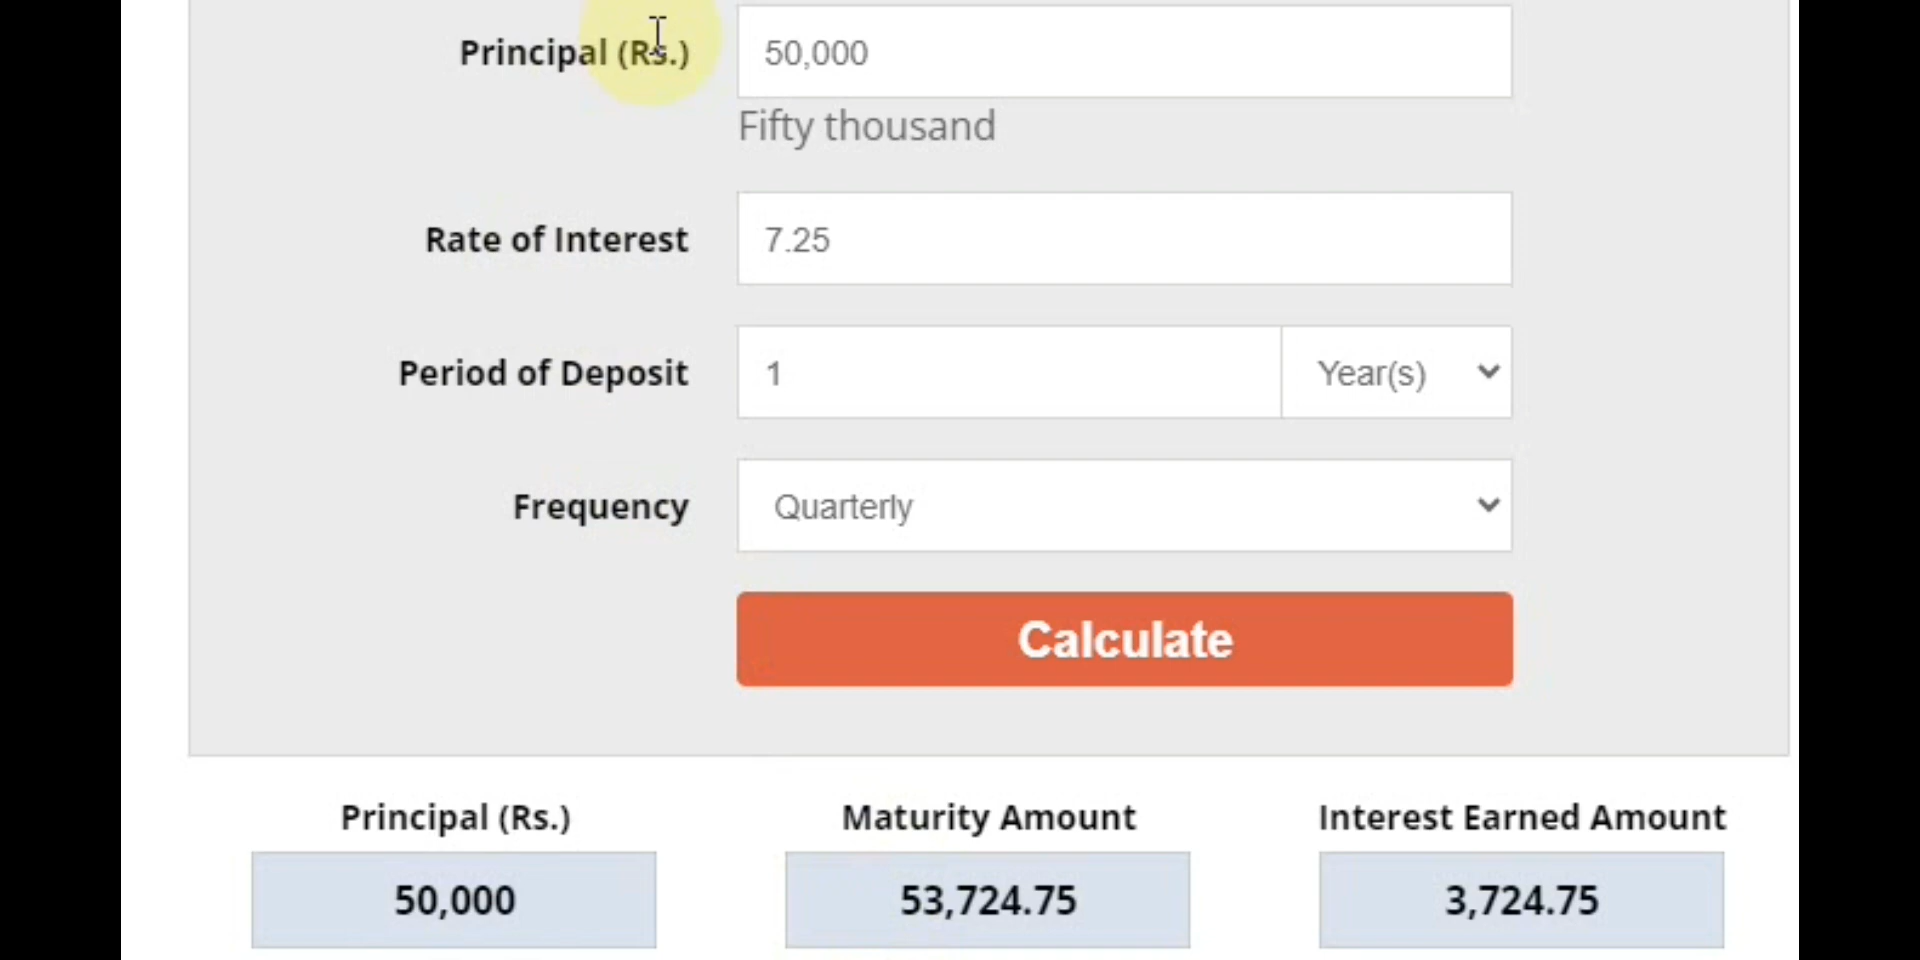 Principal (Rs.) 50,000
Fifty thousand
Rate of Interest 7.25
Period of Deposit 1 Year(s)
Frequency Quarterly
Calculate
Principal (Rs.) Maturity Amount Interest Earned Amount
50,000 53,724.75 3,724.75